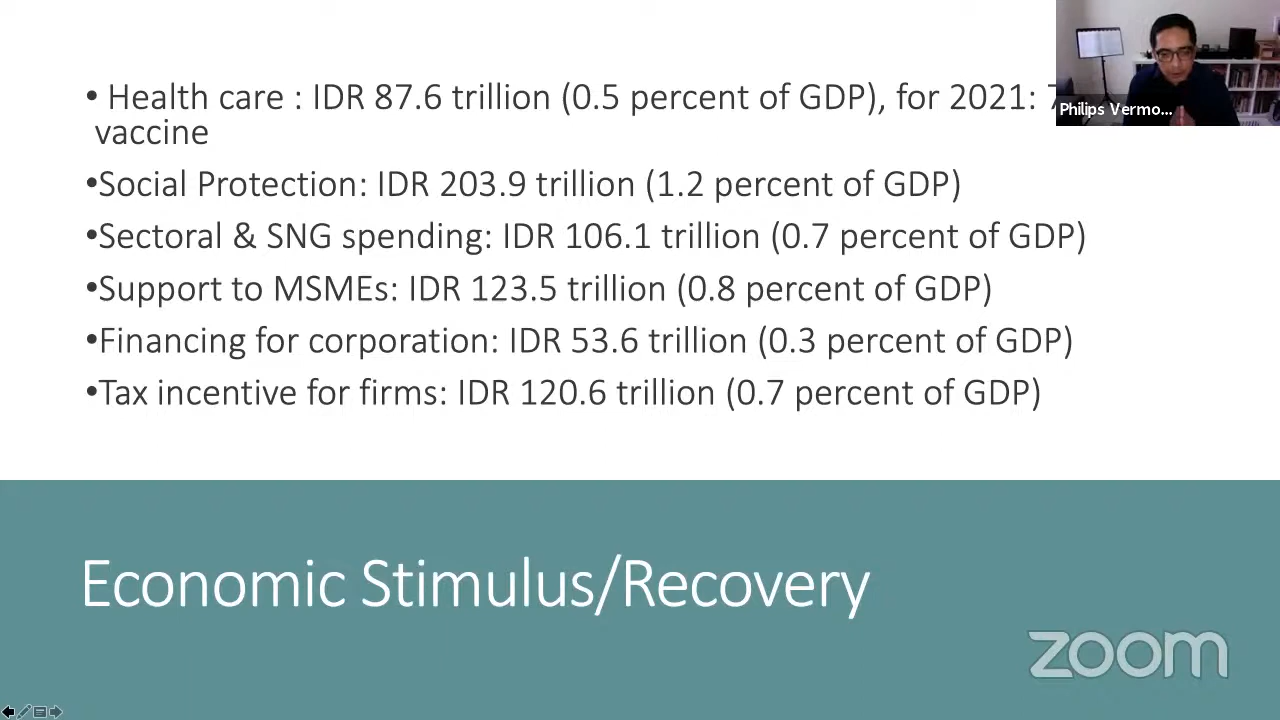 • Health care : IDR 87.6 trillion (0.5 percent of GDP), for 2021:
vaccine
•Social Protection: IDR 203.9 trillion (1.2 percent of GDP)
•Sectoral & SNG spending: IDR 106.1 trillion (0.7 percent of GDP)
•Support to MSMEs: IDR 123.5 trillion (0.8 percent of GDP)
•Financing for corporation: IDR 53.6 trillion (0.3 percent of GDP)
•Tax incentive for firms: IDR 120.6 trillion (0.7 percent of GDP)
Economic Stimulus/Recovery
Philips Vermo...
zoom